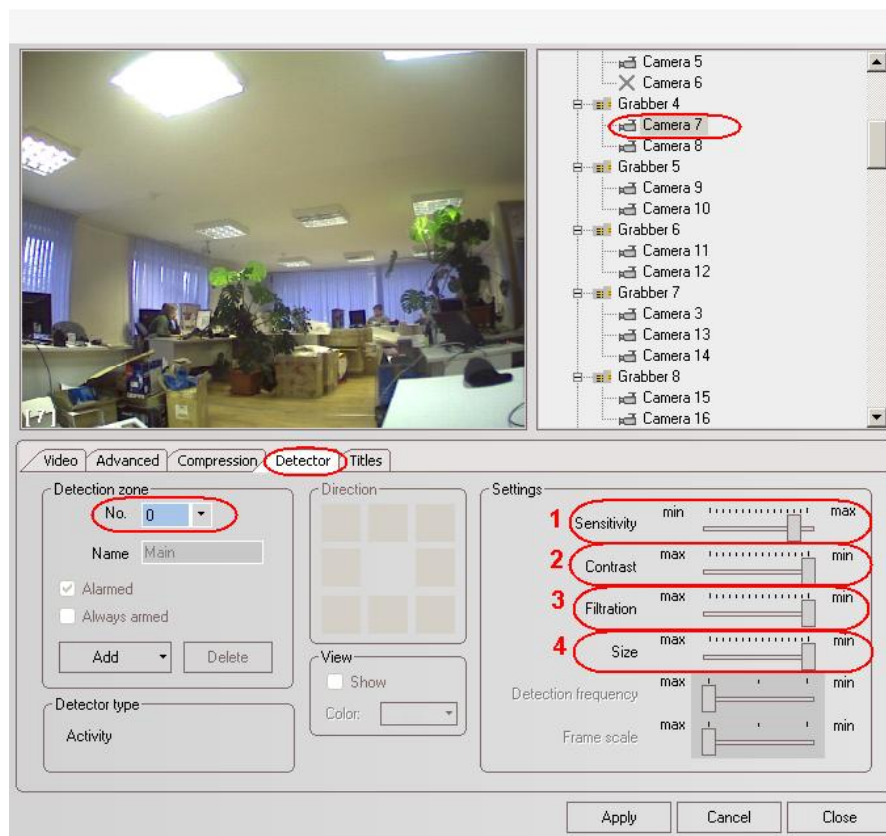 Camera 5
Camera 6
Grabber 4
Camera 7
Camera 8
Grabber 5
Camera 9
Camera 10
Grabber 6
Camera 11
Camera 12
Grabber 7
Camera 3
Camera 13
Camera 14
Grabber 8
Camera 15
Camera 16
7
Video Advanced Compression Detector Titles
Detection zone
No. 0
Name Main
Alarmed
Always armed
Add Delete
Detector type
Activity
Direction
View
Show
Color:
Settings
1 Sensitivity min max
2 Contrast max min
3 Filtration max min
4 Size max min
Detection frequency max min
Frame scale max min
Apply Cancel Close